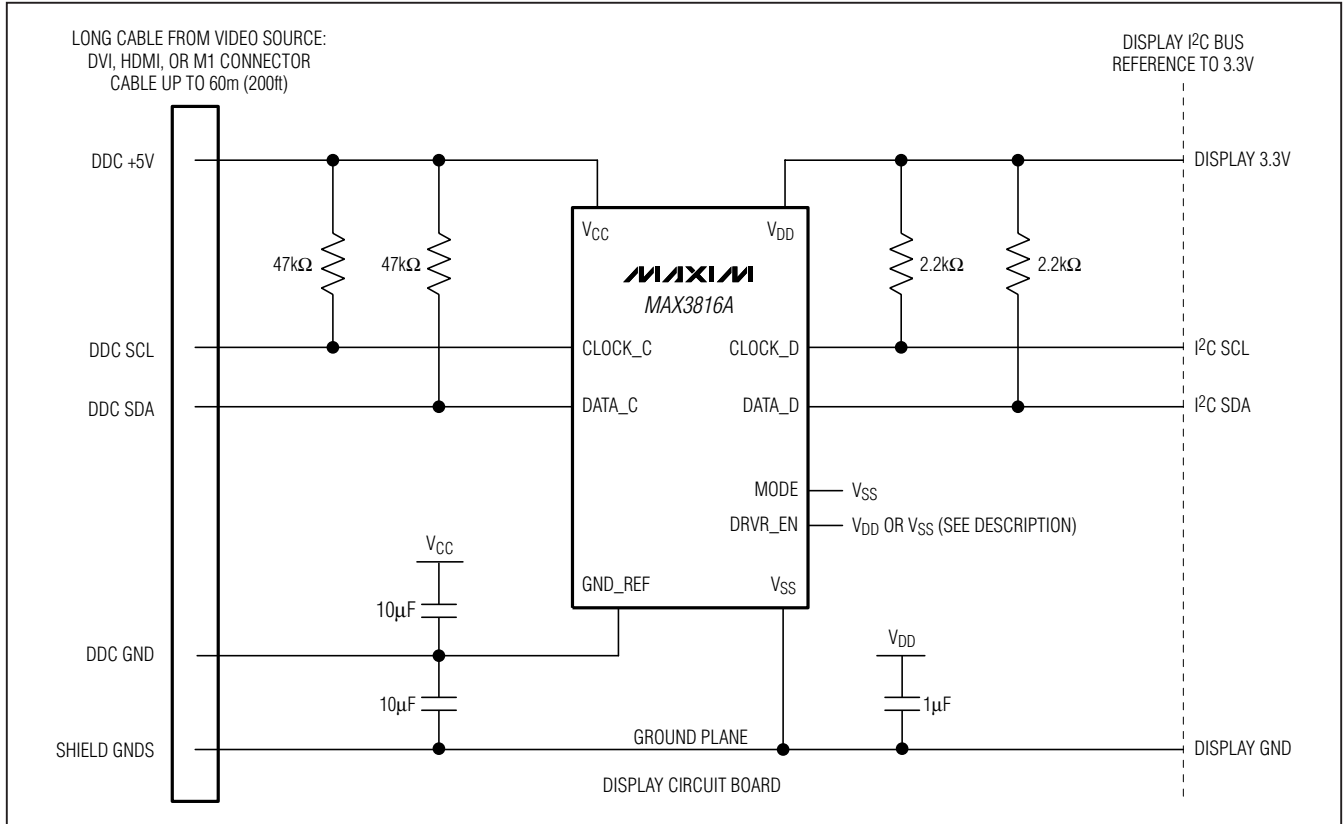 LONG CABLE FROM VIDEO SOURCE:
DVI, HDMI, OR M1 CONNECTOR
CABLE UP TO 60m (200ft)
DISPLAY I2C BUS
REFERENCE TO 3.3V
DDC +5V
DISPLAY 3.3V
VCC
VDD
47kΩ
47kΩ
2.2kΩ
2.2kΩ
MAXIM
MAX3816A
DDC SCL
CLOCK_C
CLOCK_D
I2C SCL
DDC SDA
DATA_C
DATA_D
I2C SDA
MODE
VSS
DRVR_EN
VDD OR VSS (SEE DESCRIPTION)
VCC
GND_REF
VSS
10μF
VDD
DDC GND
10μF
1μF
SHIELD GNDS
GROUND PLANE
DISPLAY GND
DISPLAY CIRCUIT BOARD